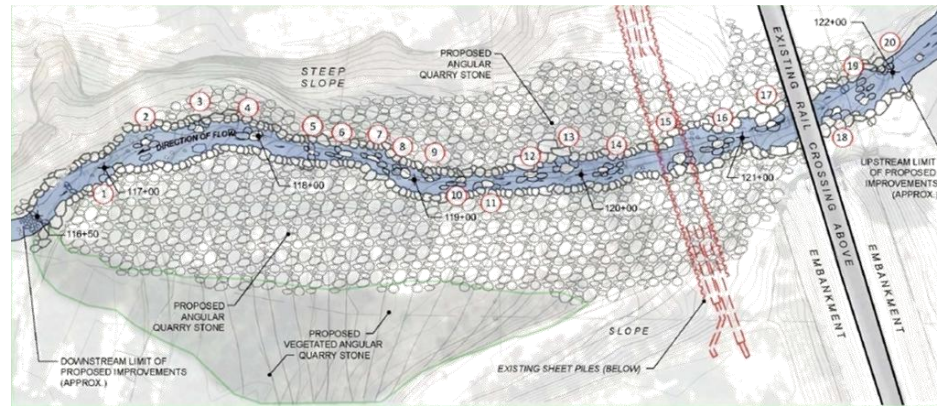 122+00
20
EXISTING RAIL CROSSING ABOVE
PROPOSED
ANGULAR
QUARRY STONE
STEEP
SLOPE
19
17
3
2
4
5
6
7
8
9
12
13
14
15
16
18
DIRECTION OF FLOW
UPSTREAM LIMIT
OF PROPOSED
IMPROVEMENTS
(APPROX.)
1
117+00
118+00
10
11
119+00
120+00
121+00
116+50
EMBANKMENT
EMBANKMENT
PROPOSED
ANGULAR
QUARRY STONE
PROPOSED
VEGETATED ANGULAR
QUARRY STONE
SLOPE
DOWNSTREAM LIMIT OF
PROPOSED IMPROVEMENTS
(APPROX.)
EXISTING SHEET PILES (BELOW)